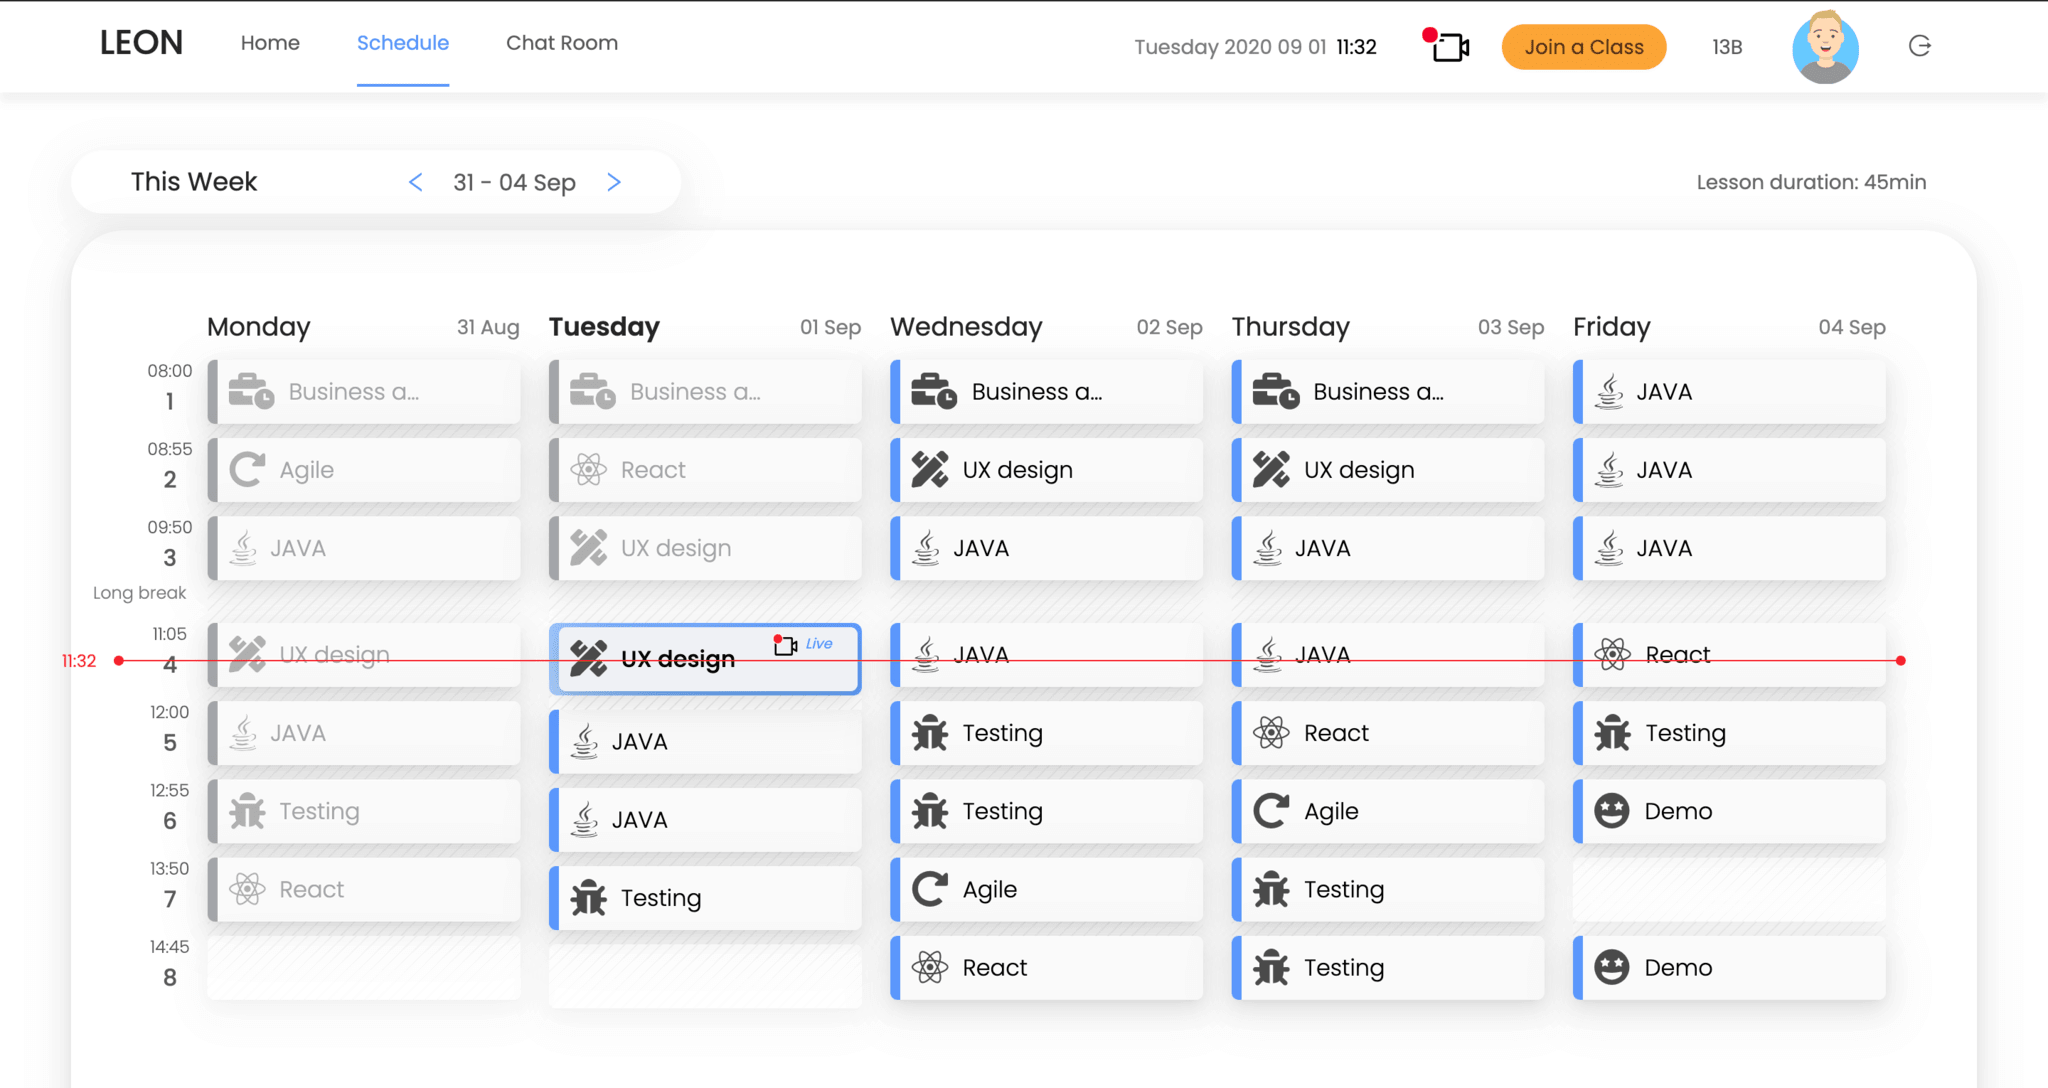 LEON Home Schedule Chat Room Tuesday 2020 09 01 11:32 Join a Class 13B
This Week < 31 - 04 Sep > Lesson duration: 45min
Monday 31 Aug Tuesday 01 Sep Wednesday 02 Sep Thursday 03 Sep Friday 04 Sep
08:00
1 Business a... Business a... Business a... Business a... JAVA
08:55
2 Agile React UX design UX design JAVA
09:50
3 JAVA UX design JAVA JAVA JAVA
Long break
11:05 Live
11:32 4 UX design UX design JAVA JAVA React
12:00
5 JAVA JAVA Testing React Testing
12:55
6 Testing JAVA Testing Agile Demo
13:50
7 React Testing Agile Testing
14:45
8 React Testing Demo